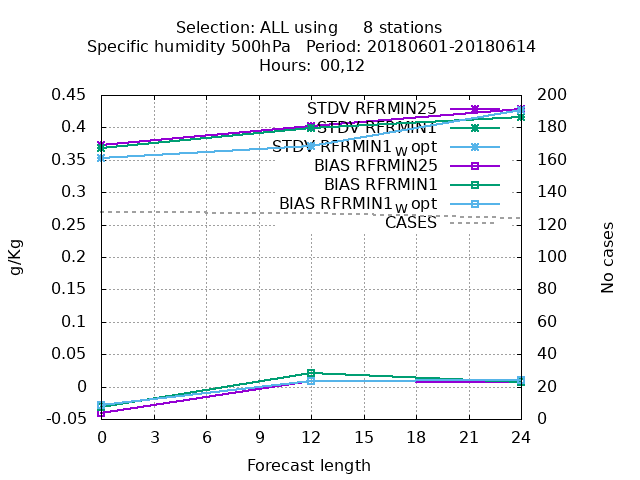 Selection: ALL using 8 stations
Specific humidity 500hPa Period: 20180601-20180614
Hours: 00,12
0.45
0.4
0.35
0.3
0.25
0.2
0.15
0.1
0.05
0
-0.05
g/Kg
STDV RFRMIN25
STDV RFRMIN1
STDV RFRMIN1_W opt
BIAS RFRMIN25
BIAS RFRMIN1
BIAS RFRMIN1_W opt
CASES
200
180
160
140
120
100
80
60
40
20
0
No cases
0 3 6 9 12 15 18 21 24
Forecast length